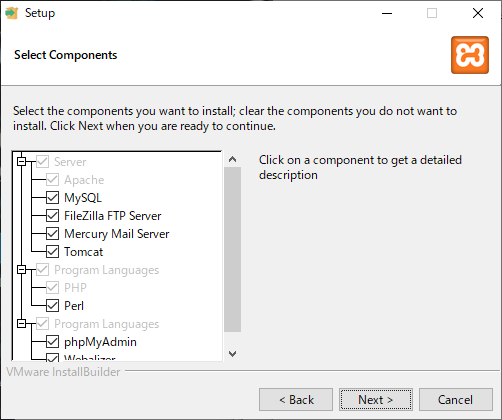 Setup
Select Components
Select the components you want to install; clear the components you do not want to
install. Click Next when you are ready to continue.
Server
Apache
MySQL
FileZilla FTP Server
Mercury Mail Server
Tomcat
Program Languages
PHP
Perl
Program Languages
phpMyAdmin
Webalizer
Click on a component to get a detailed
description
VMware InstallBuilder
< Back
Next >
Cancel